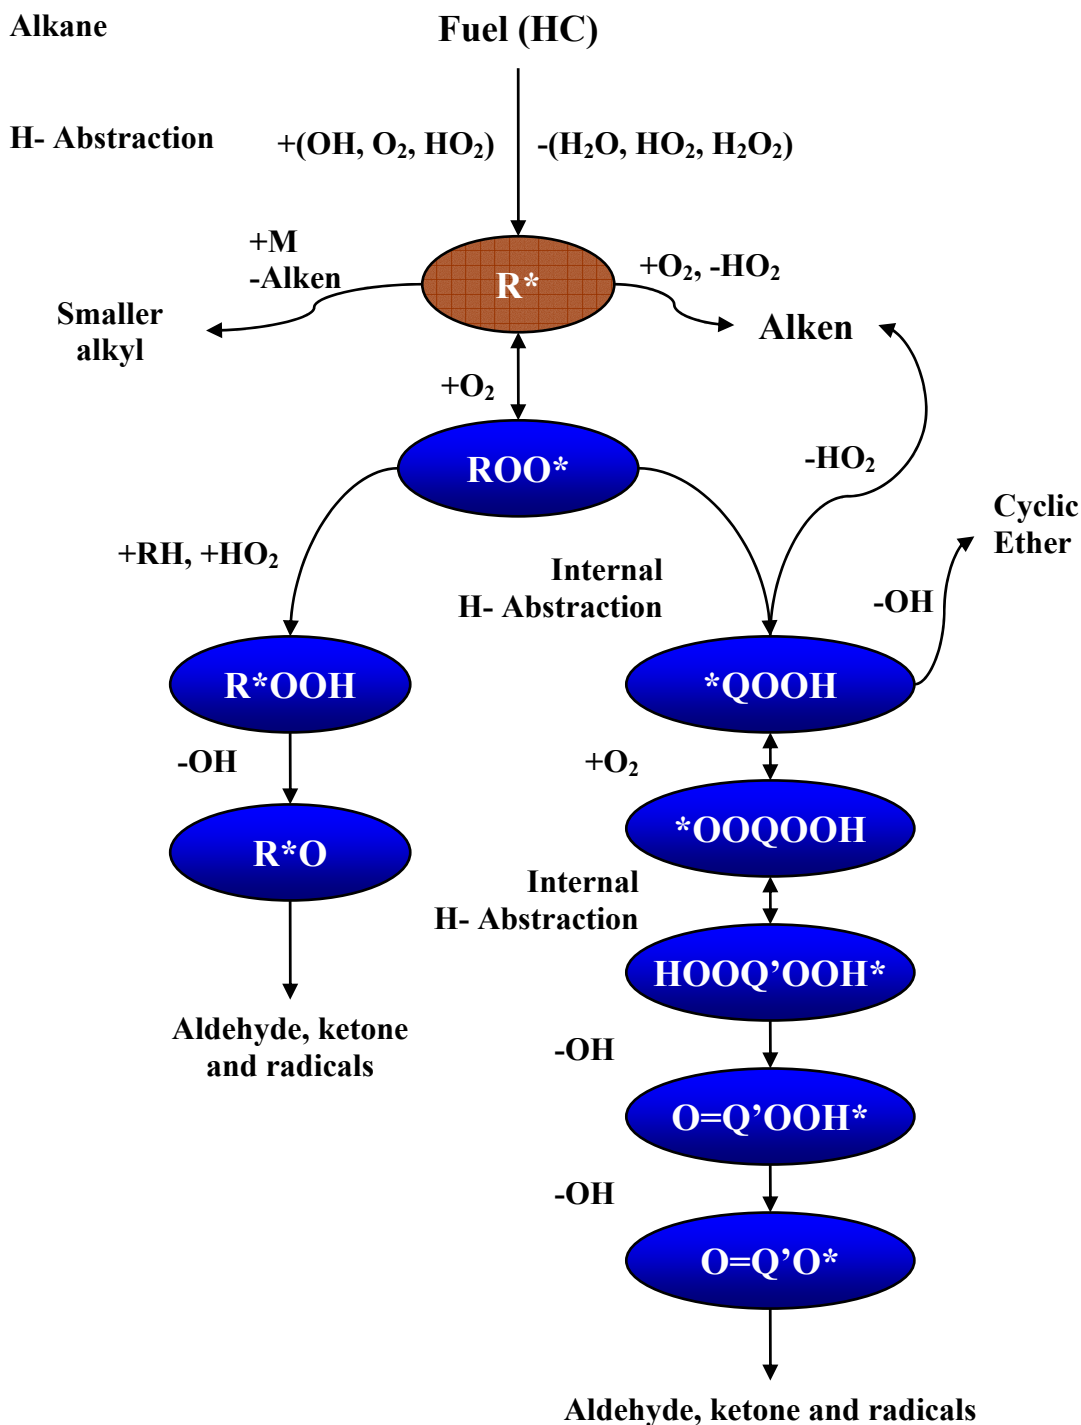 Alkane
Fuel (HC)
H- Abstraction
+(OH, O₂, HO₂)
-(H₂O, HO₂, H₂O₂)
+M
-Alken
R*
+O₂, -HO₂
Smaller
alkyl
Alken
+O₂
ROO*
-HO₂
Cyclic
Ether
+RH, +HO₂
Internal
H- Abstraction
-OH
R*OOH
*QOOH
-OH
+O₂
R*O
*OOQOOH
Internal
H- Abstraction
HOOQ’OOH*
Aldehyde, ketone
and radicals
-OH
O=Q’OOH*
-OH
O=Q’O*
Aldehyde, ketone and radicals